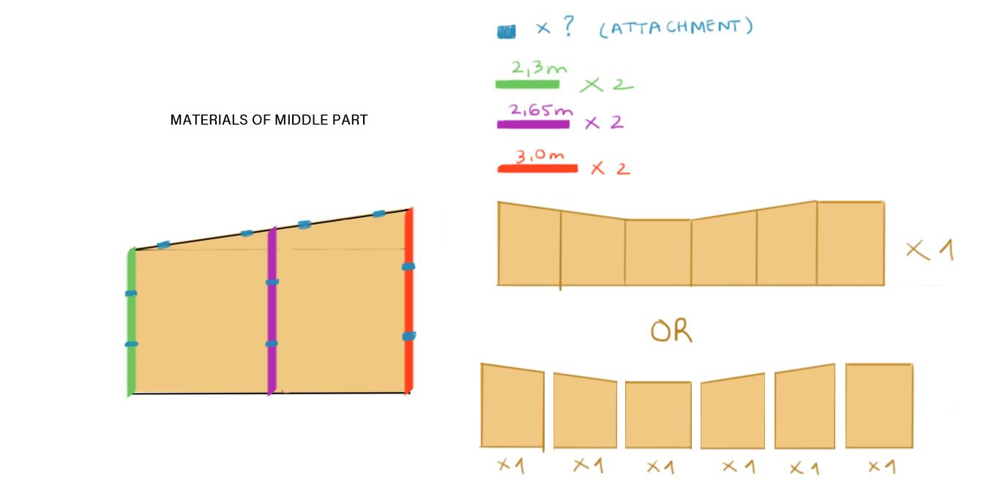 x ? (ATTACHMENT)
2,3m x 2
MATERIALS OF MIDDLE PART
2,65m x 2
3,0m x 2
x 1
OR
x1 x1 x1 x1 x1 x1